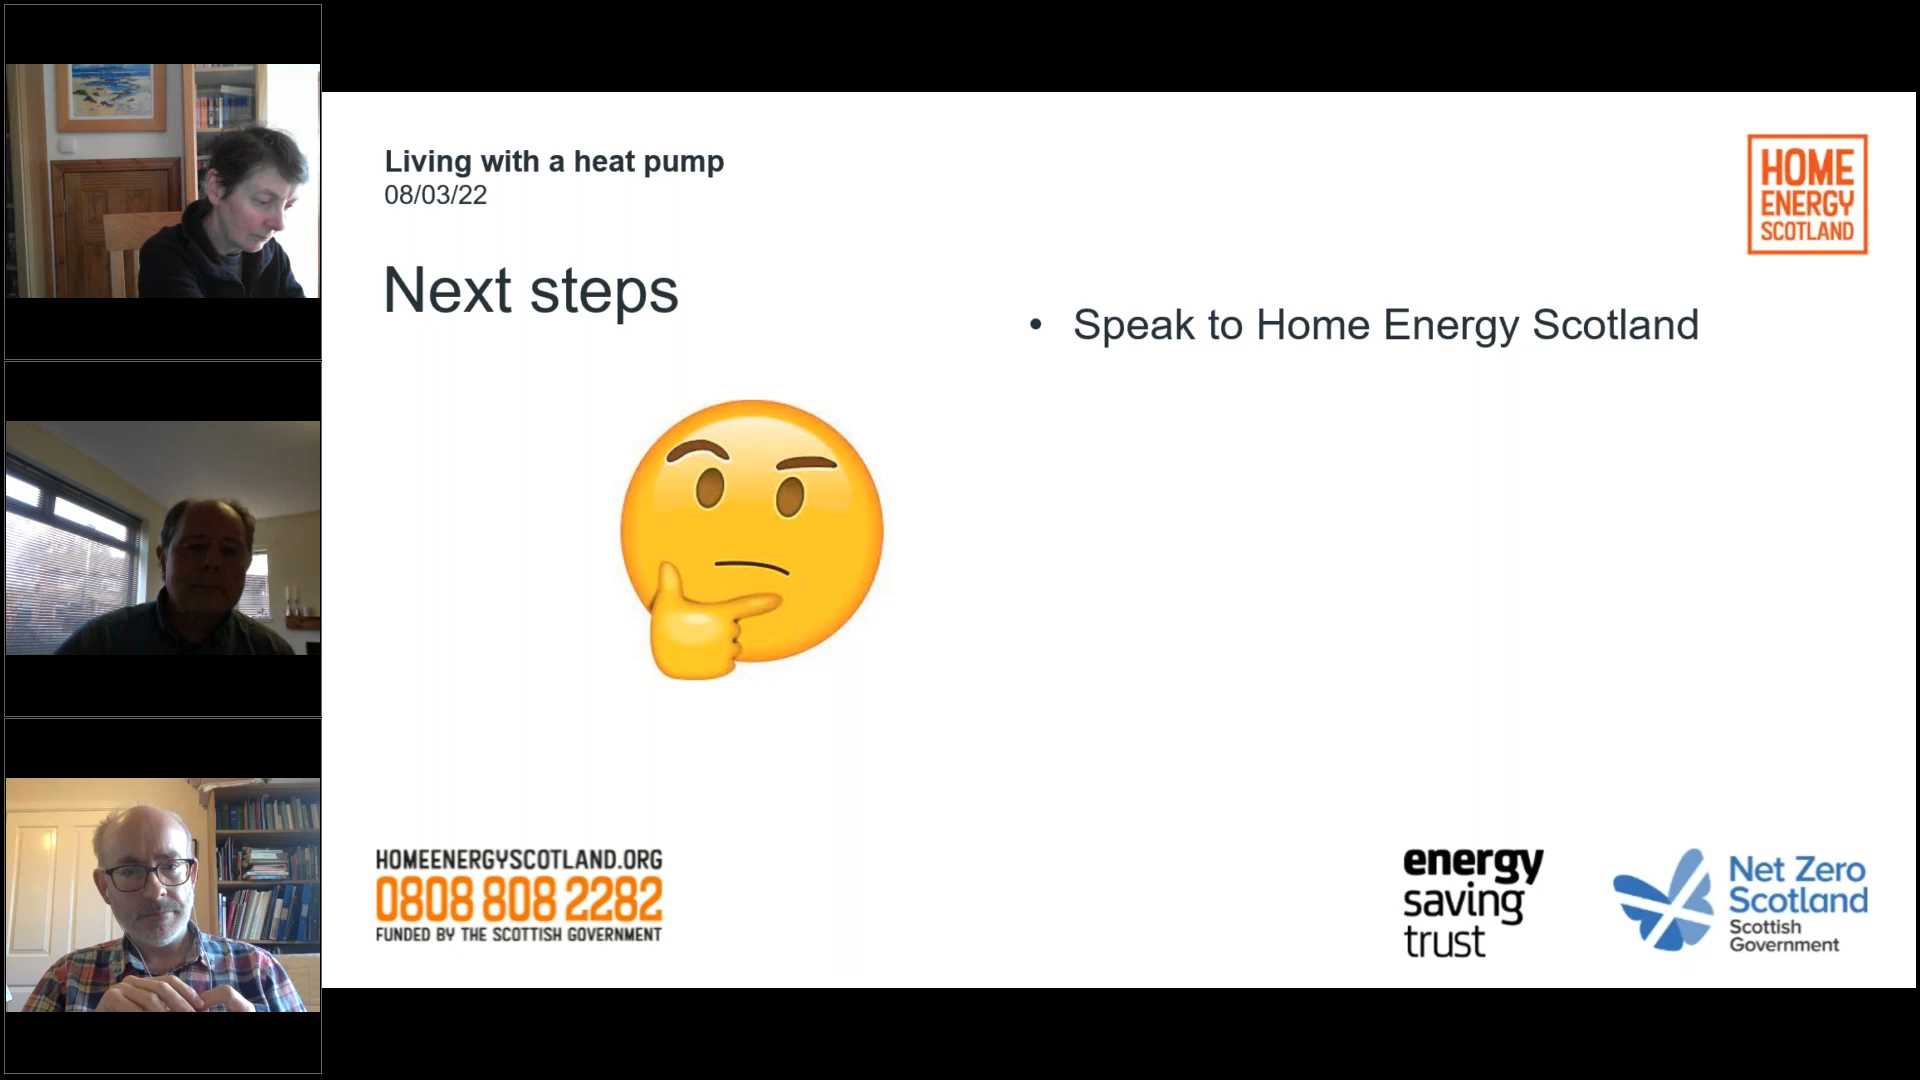 Living with a heat pump
08/03/22
HOME
ENERGY
SCOTLAND
Next steps
• Speak to Home Energy Scotland
HOMEENERGYSCOTLAND.ORG
0808 808 2282
FUNDED BY THE SCOTTISH GOVERNMENT
energy
saving
trust
Net Zero
Scotland
Scottish
Government